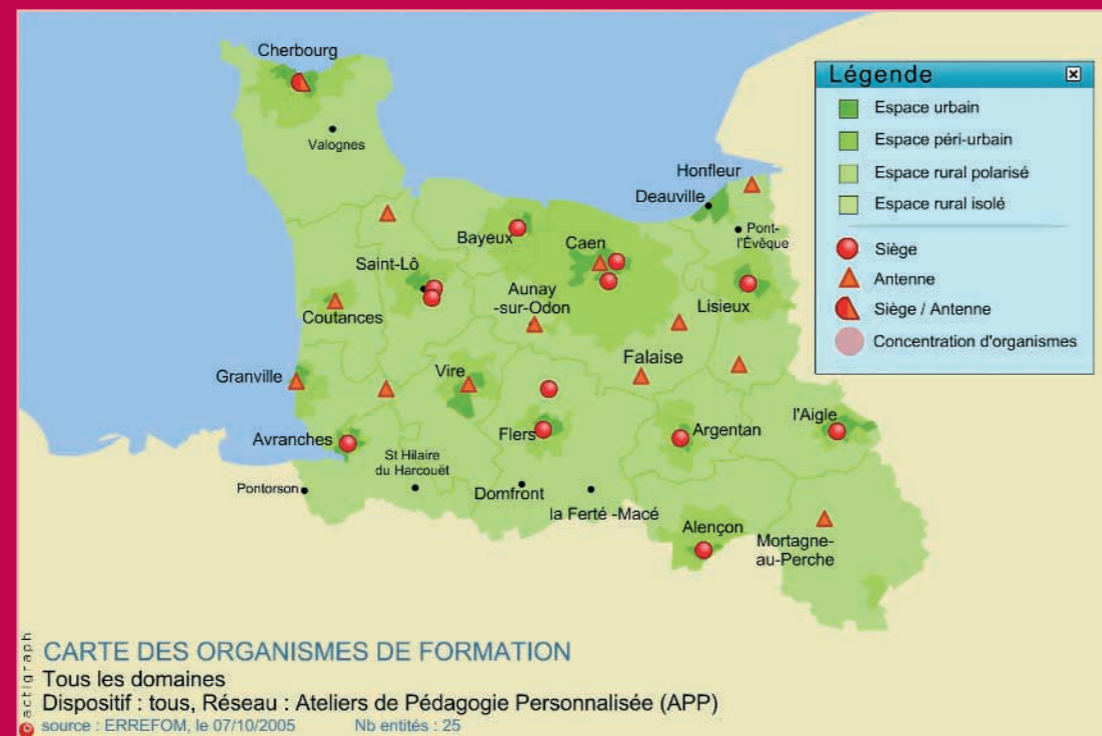 Cherbourg
Valognes
Honfleur
Deauville
Pont-
l'Évêque
Bayeux
Caen
Saint-Lô
Aunay
-sur-Odon
Lisieux
Coutances
Falaise
Granville
Vire
l'Aigle
Avranches
Flers
Argentan
St Hilaire
du Harcouët
Pontorson
Domfront
la Ferté -Macé
Alençon
Mortagne-
au-Perche
Légende
Espace urbain
Espace péri-urbain
Espace rural polarisé
Espace rural isolé
Siège
Antenne
Siège / Antenne
Concentration d'organismes
CARTE DES ORGANISMES DE FORMATION
Tous les domaines
Dispositif : tous, Réseau : Ateliers de Pédagogie Personnalisée (APP)
source : ERREFOM, le 07/10/2005 Nb entités : 25
actigraph